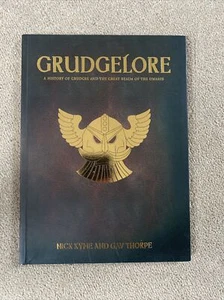 GRUDGELORE
A HISTORY OF GRUDGES AND THE GREAT REALM OF THE DWARFS
NICK KYME AND GAV THORPE